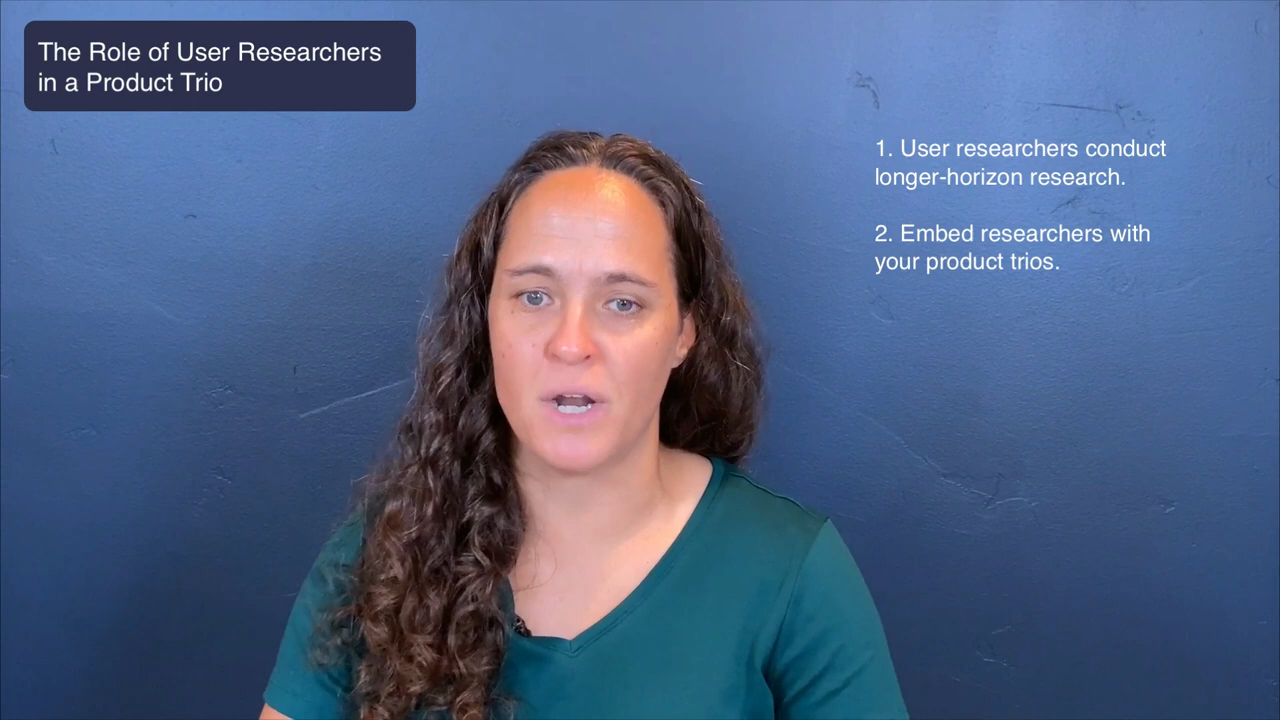 The Role of User Researchers
in a Product Trio
1. User researchers conduct
longer-horizon research.
2. Embed researchers with
your product trios.